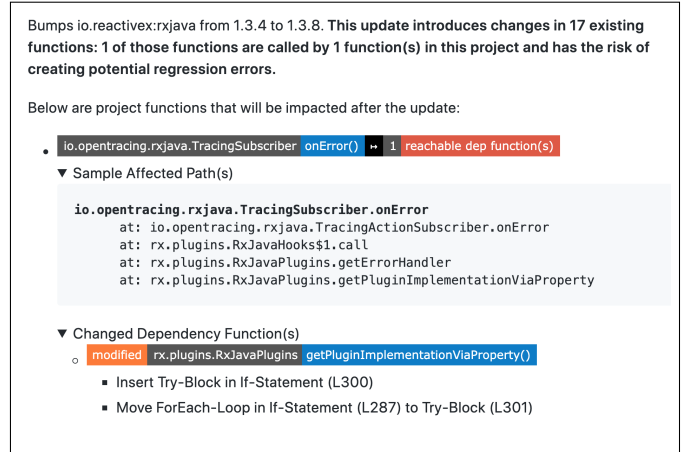 Bumps io.reactivex:rxjava from 1.3.4 to 1.3.8. This update introduces changes in 17 existing
functions: 1 of those functions are called by 1 function(s) in this project and has the risk of
creating potential regression errors.
Below are project functions that will be impacted after the update:
io.opentracing.rxjava.TracingSubscriber onError() ↦ 1 reachable dep function(s)
▼ Sample Affected Path(s)
io.opentracing.rxjava.TracingSubscriber.onError
at: io.opentracing.rxjava.TracingActionSubscriber.onError
at: rx.plugins.RxJavaHooks$1.call
at: rx.plugins.RxJavaPlugins.getErrorHandler
at: rx.plugins.RxJavaPlugins.getPluginImplementationViaProperty
▼ Changed Dependency Function(s)
modified rx.plugins.RxJavaPlugins getPluginImplementationViaProperty()
Insert Try-Block in If-Statement (L300)
Move ForEach-Loop in If-Statement (L287) to Try-Block (L301)